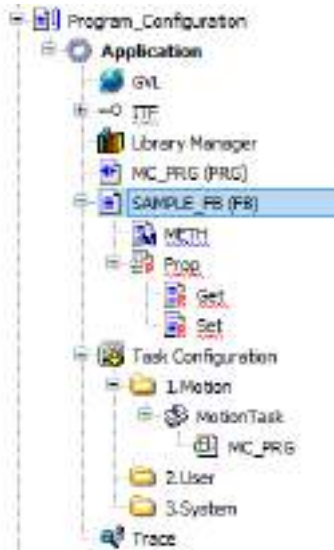 Program_Configuration
Application
GVL
ITF
Library Manager
MC_PRG (PRG)
SAMPLE_FB (FB)
METH
Prop
Get
Set
Task Configuration
1.Motion
MotionTask
MC_PRG
2.User
3.System
Trace